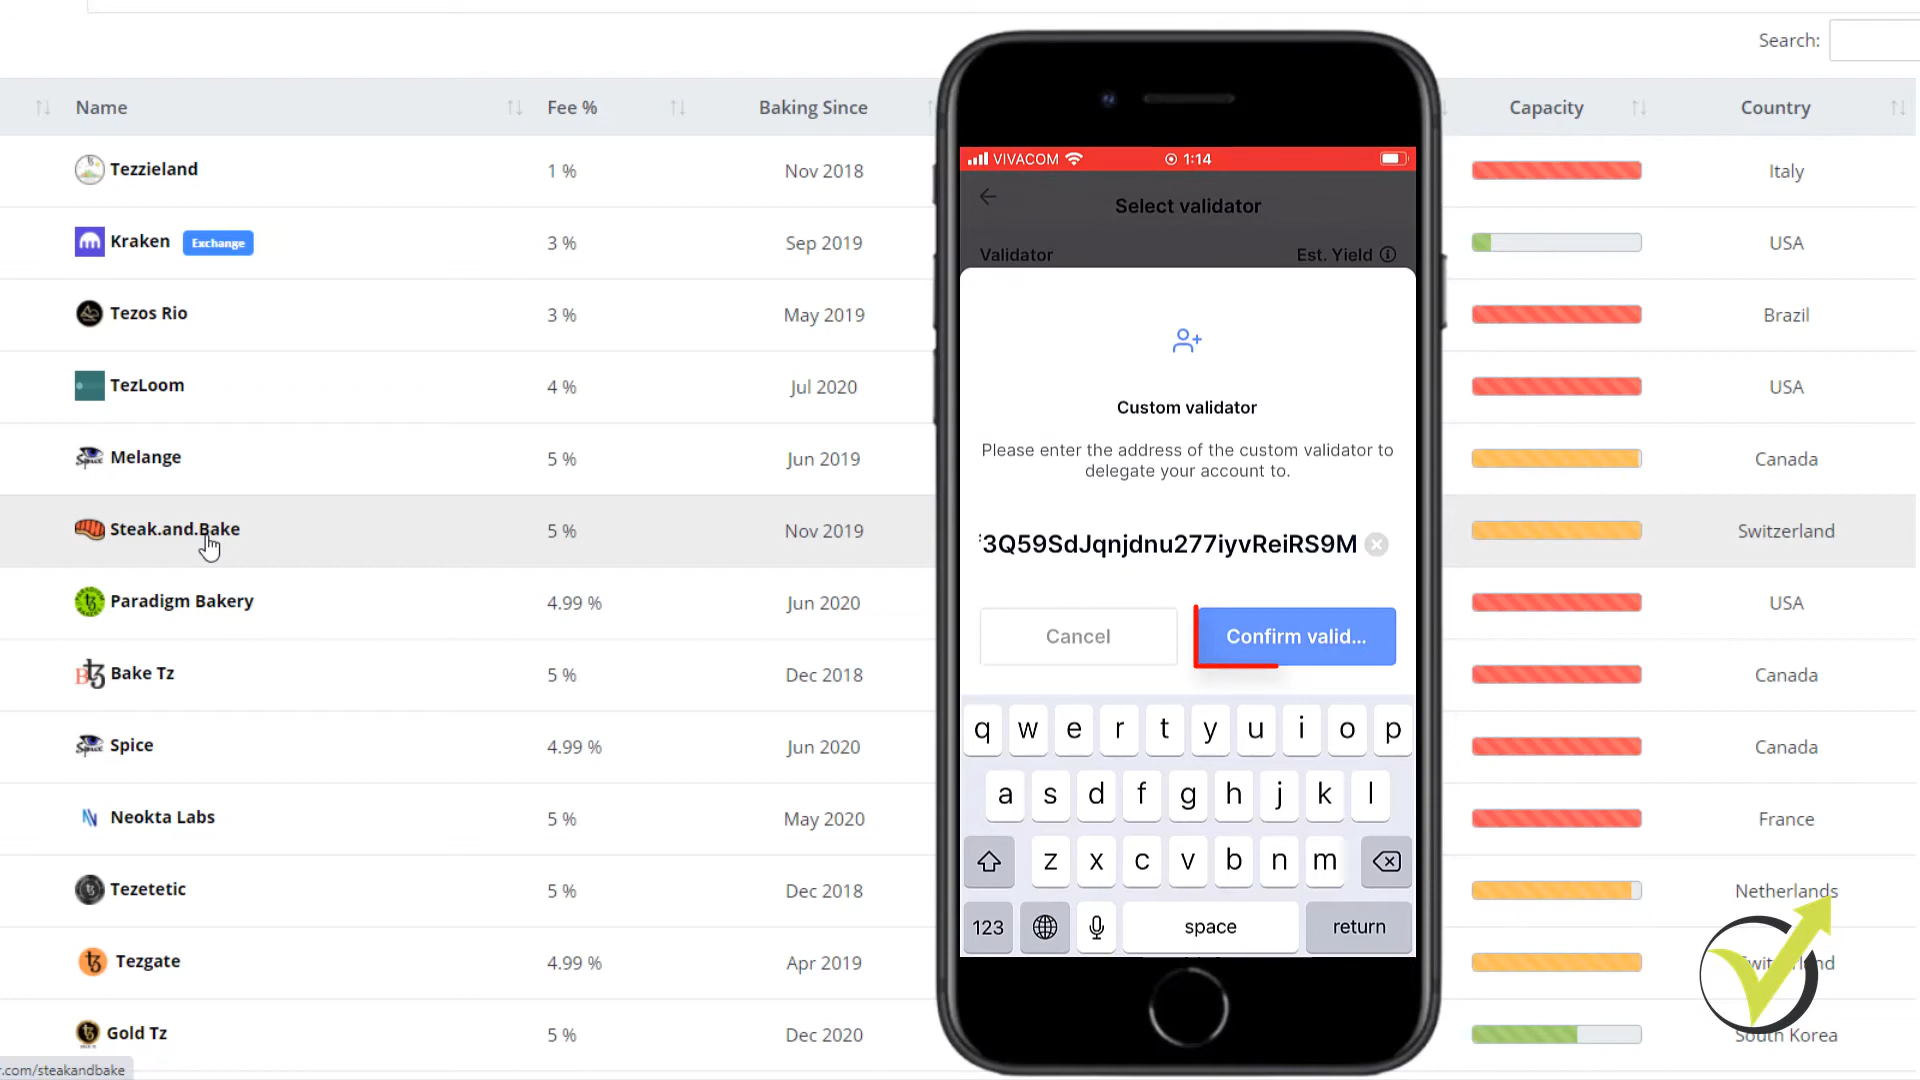 Search:
Name Fee % Baking Since Capacity Country
Tezzieland 1 % Nov 2018 Italy
Kraken Exchange 3 % Sep 2019 USA
Tezos Rio 3 % May 2019 Brazil
TezLoom 4 % Jul 2020 USA
Melange 5 % Jun 2019 Canada
Steak.and.Bake 5 % Nov 2019 Switzerland
Paradigm Bakery 4.99 % Jun 2020 USA
Bake Tz 5 % Dec 2018 Canada
Spice 4.99 % Jun 2020 Canada
Neokta Labs 5 % May 2020 France
Tezetetic 5 % Dec 2018 Netherlands
Tezgate 4.99 % Apr 2019
Gold Tz 5 % Dec 2020 South Korea
r.com/steakandbake
VIVACOM 1:14
Select validator
Validator Est. Yield
Custom validator
Please enter the address of the custom validator to
delegate your account to.
3Q59SdJqnjdnu277iyvReiRS9M
Cancel Confirm valid...
q w e r t y u i o p
a s d f g h j k l
z x c v b n m
123 space return